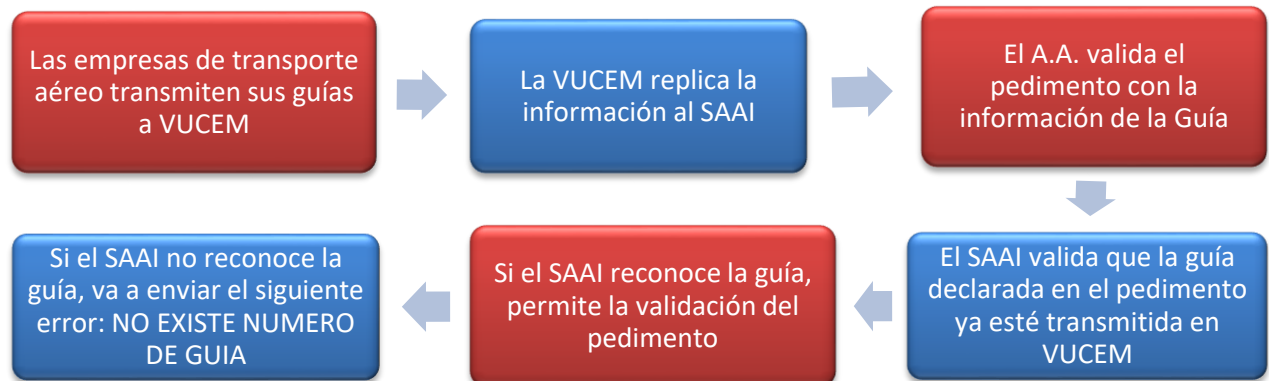 Las empresas de transporte
aéreo transmiten sus guías
a VUCEM
La VUCEM replica la
información al SAAI
El A.A. valida el
pedimento con la
información de la Guía
El SAAI valida que la guía
declarada en el pedimento
ya esté transmitida en
VUCEM
Si el SAAI reconoce la guía,
permite la validación del
pedimento
Si el SAAI no reconoce la
guía, va a enviar el siguiente
error: NO EXISTE NUMERO
DE GUIA